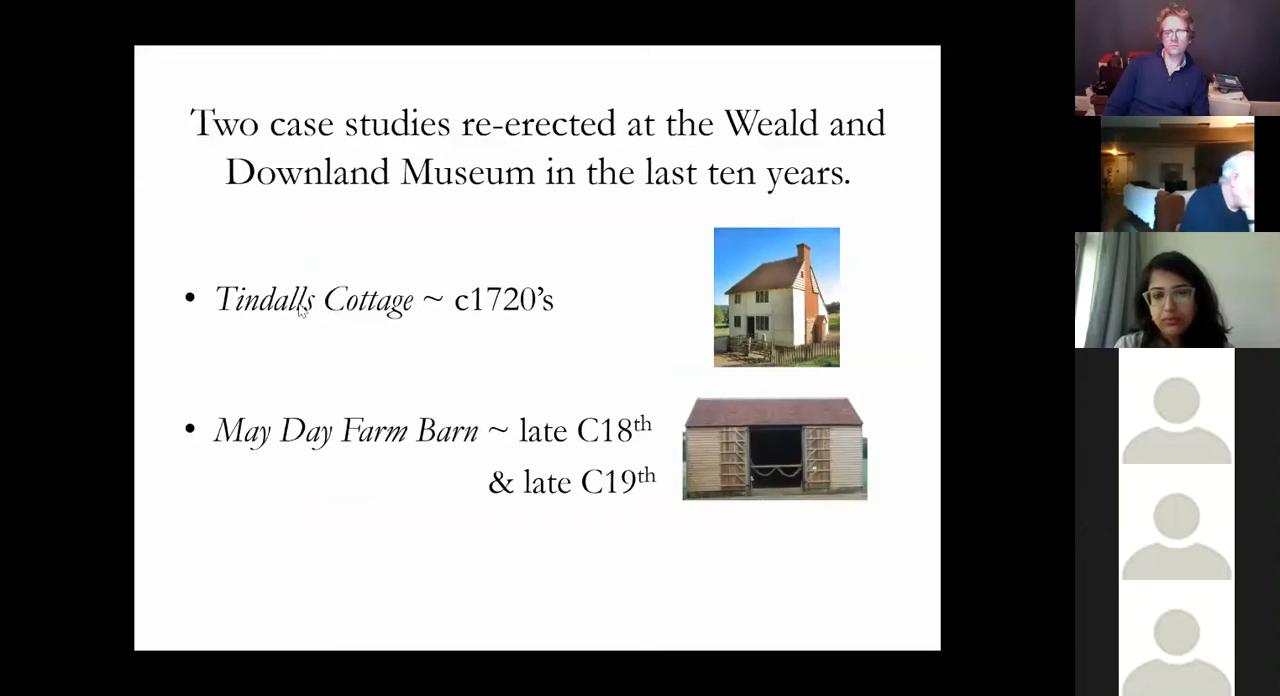 Two case studies re-erected at the Weald and
Downland Museum in the last ten years.
• Tindalls Cottage ~ c1720’s
• May Day Farm Barn ~ late C18th
& late C19th